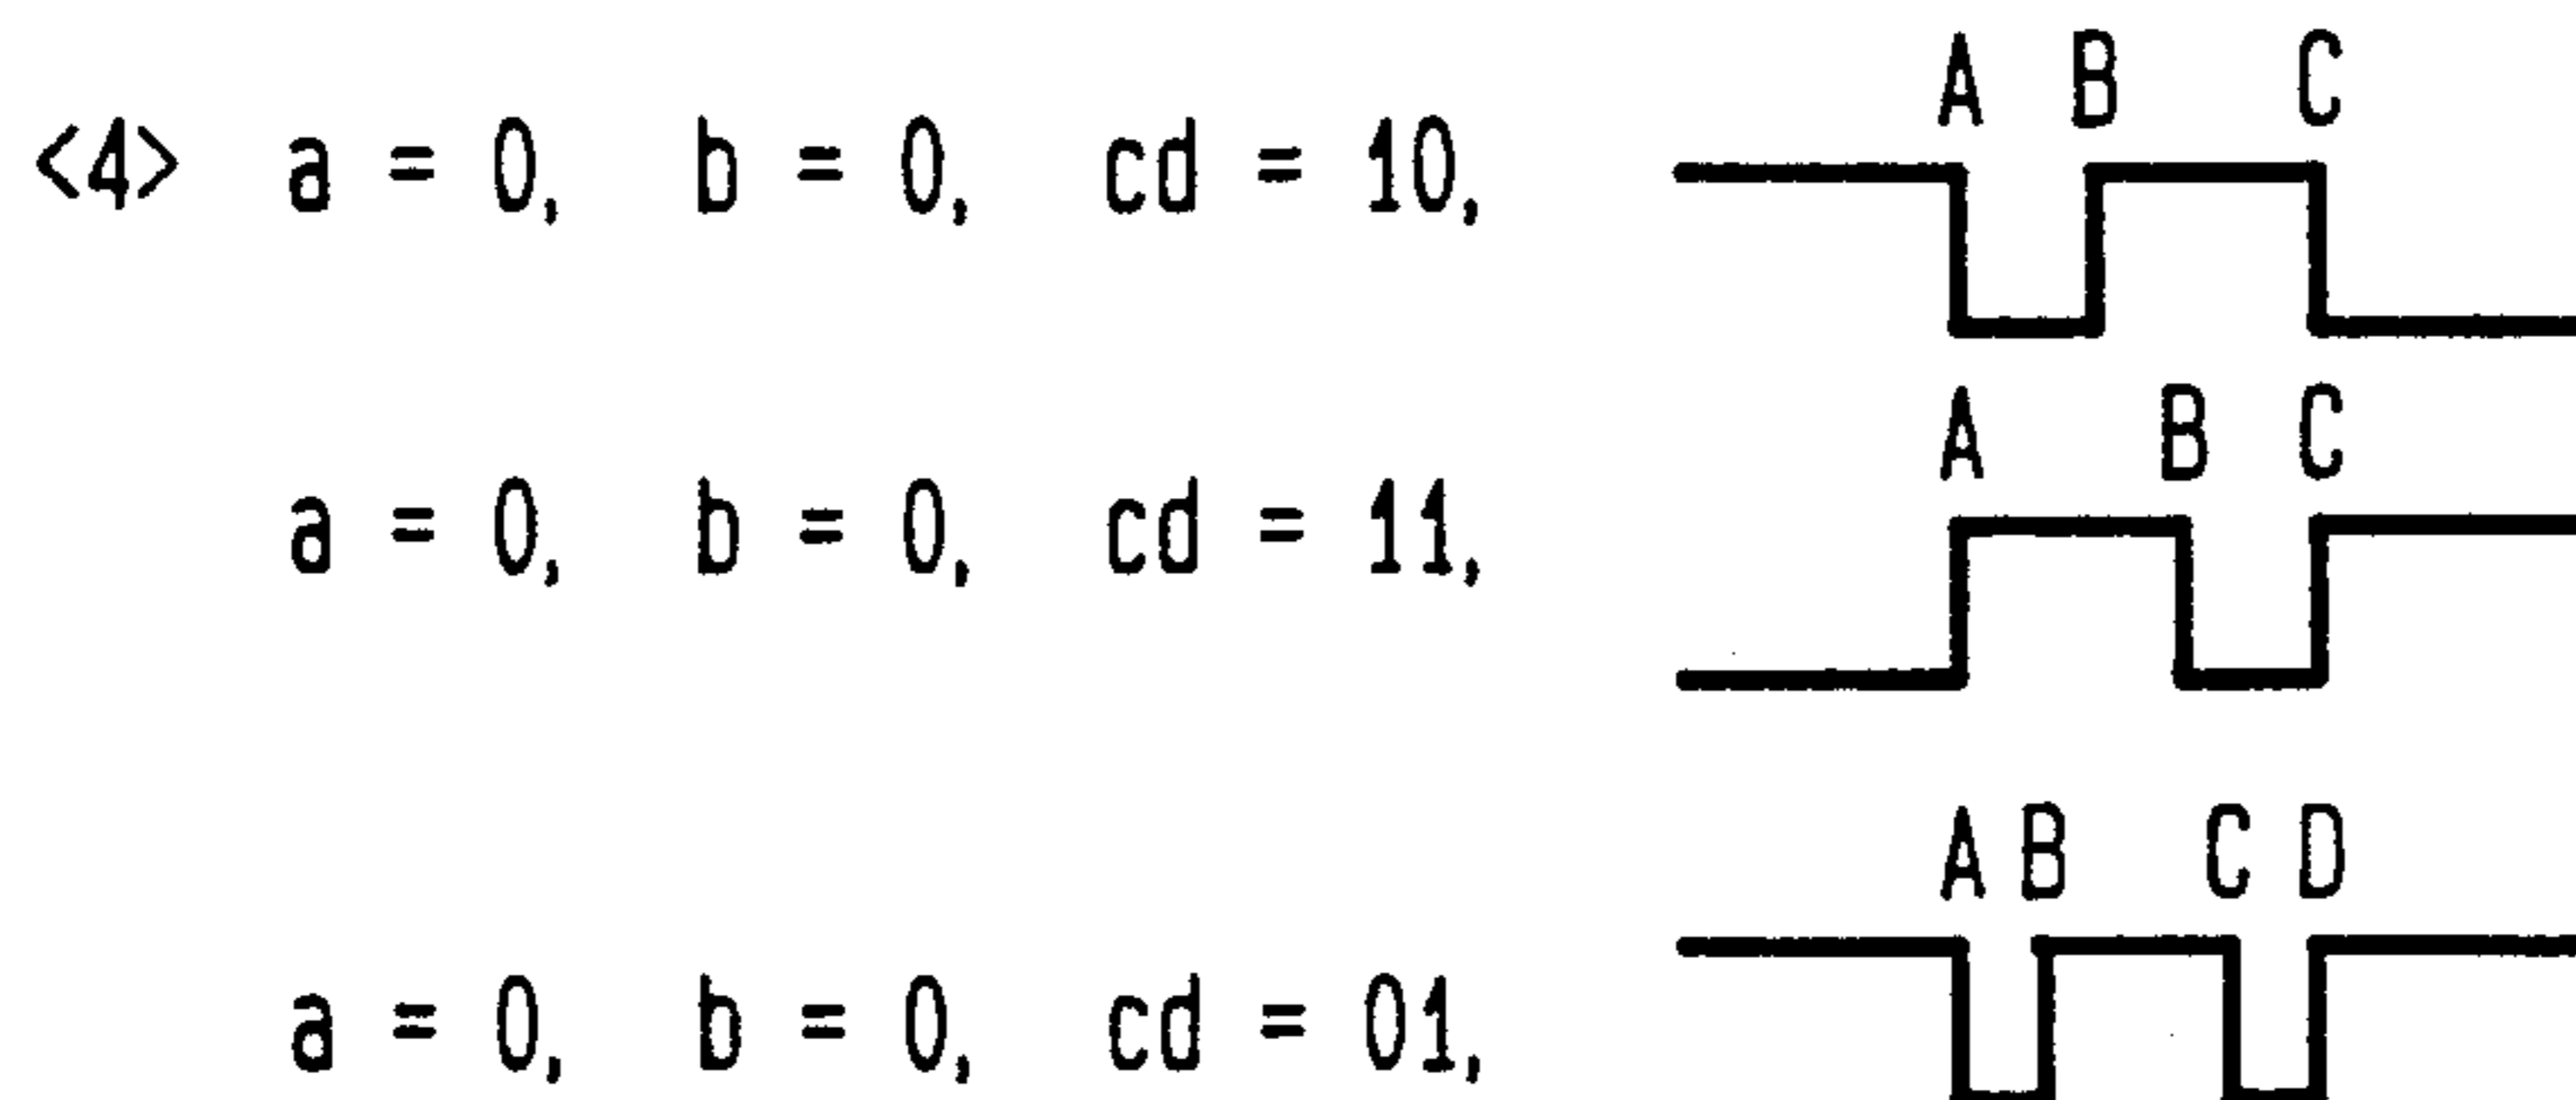 A B C
<4> a = 0, b = 0, cd = 10,
A B C
a = 0, b = 0, cd = 11,
A B C D
a = 0, b = 0, cd = 01,